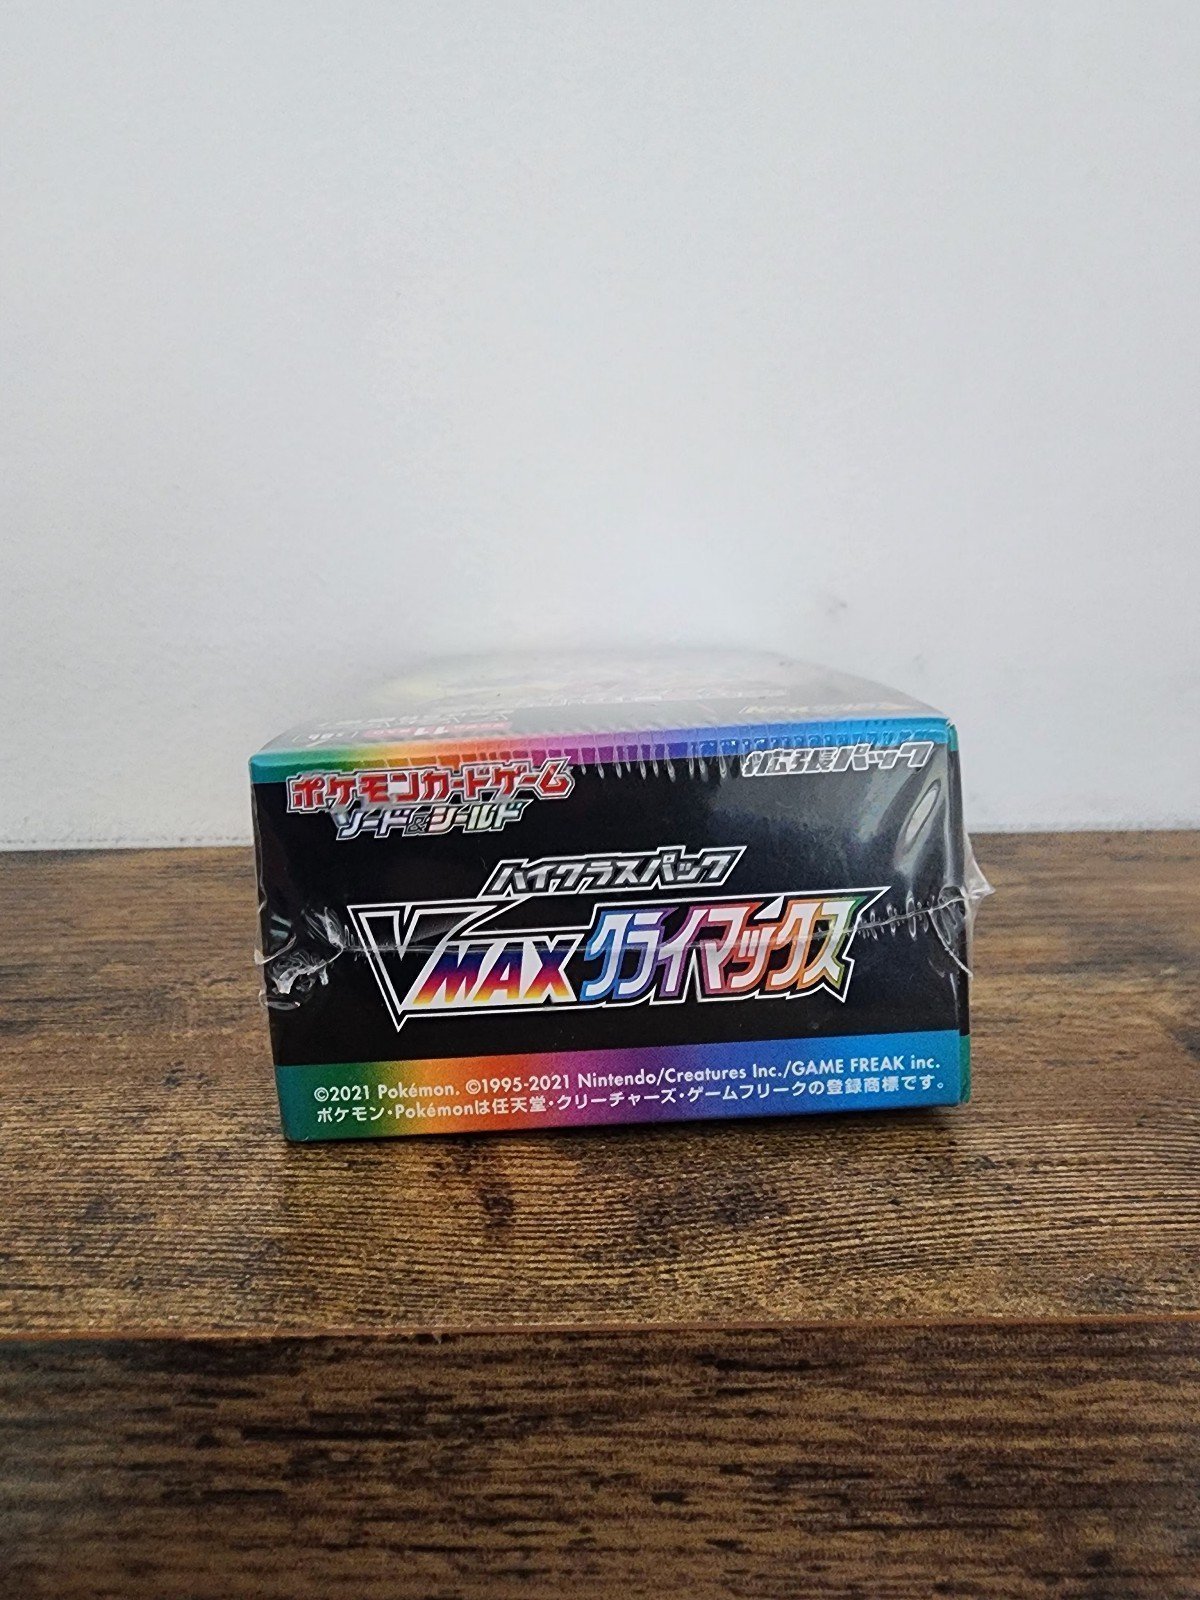 ポケモンカードゲーム
ソード&シールド
拡張パック
ハイクラスパック
VMAXクライマックス
©2021 Pokémon. ©1995-2021 Nintendo/Creatures Inc./GAME FREAK inc.
ポケモン・Pokémonは任天堂・クリーチャーズ・ゲームフリークの登録商標です。